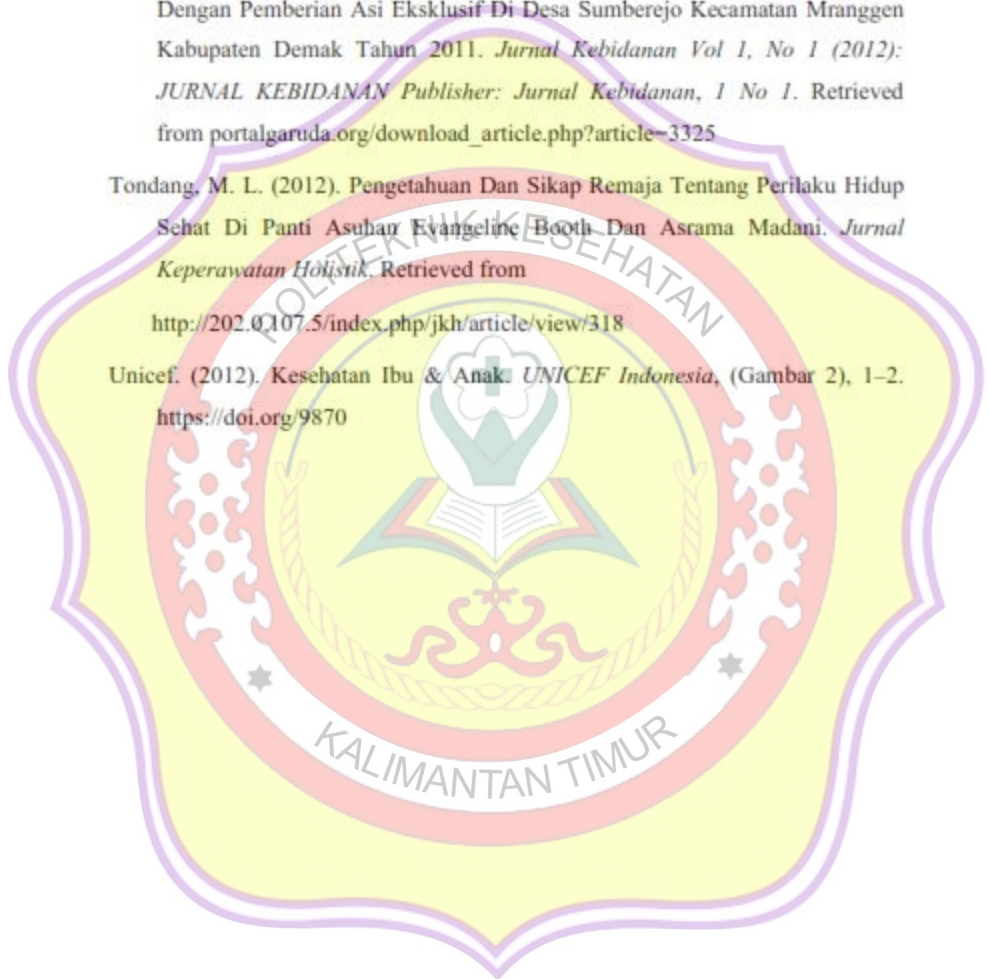 Dengan Pemberian Asi Eksklusif Di Desa Sumberejo Kecamatan Mranggen
Kabupaten Demak Tahun 2011. Jurnal Kebidanan Vol 1, No 1 (2012):
JURNAL KEBIDANAN Publisher: Jurnal Kebidanan, 1 No 1. Retrieved
from portalgaruda.org/download_article.php?article=3325
Tondang, M. L. (2012). Pengetahuan Dan Sikap Remaja Tentang Perilaku Hidup
Sehat Di Panti Asuhan Evangeline Booth Dan Asrama Madani. Jurnal
Keperawatan Holistik. Retrieved from
http://202.0.107.5/index.php/jkh/article/view/318
Unicef. (2012). Kesehatan Ibu & Anak. UNICEF Indonesia, (Gambar 2), 1–2.
https://doi.org/9870
POLITEKNIK KESEHATAN
KALIMANTAN TIMUR